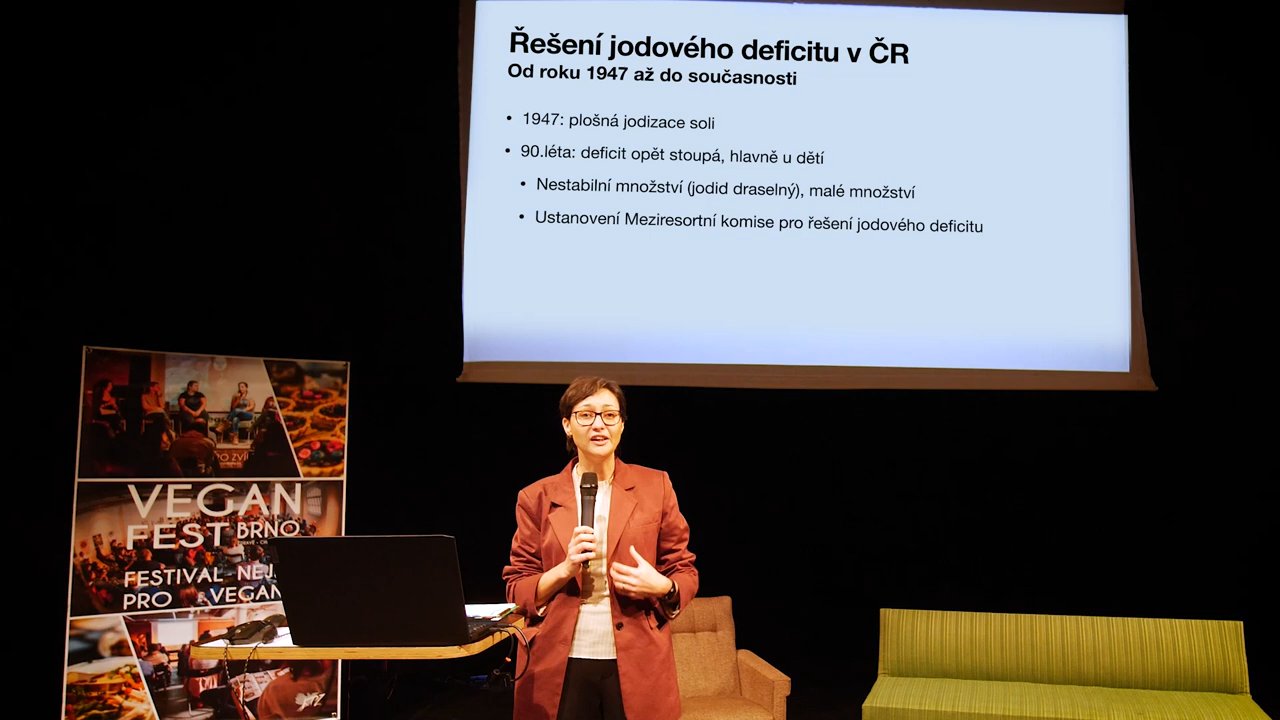 Řešení jodového deficitu v ČR
Od roku 1947 až do současnosti
• 1947: plošná jodizace soli
• 90.léta: deficit opět stoupá, hlavně u dětí
• Nestabilní množství (jodid draselný), malé množství
• Ustanovení Meziresortní komise pro řešení jodového deficitu
VEGAN
FEST BRNO
FESTIVAL NEJ
PRO VEGAN